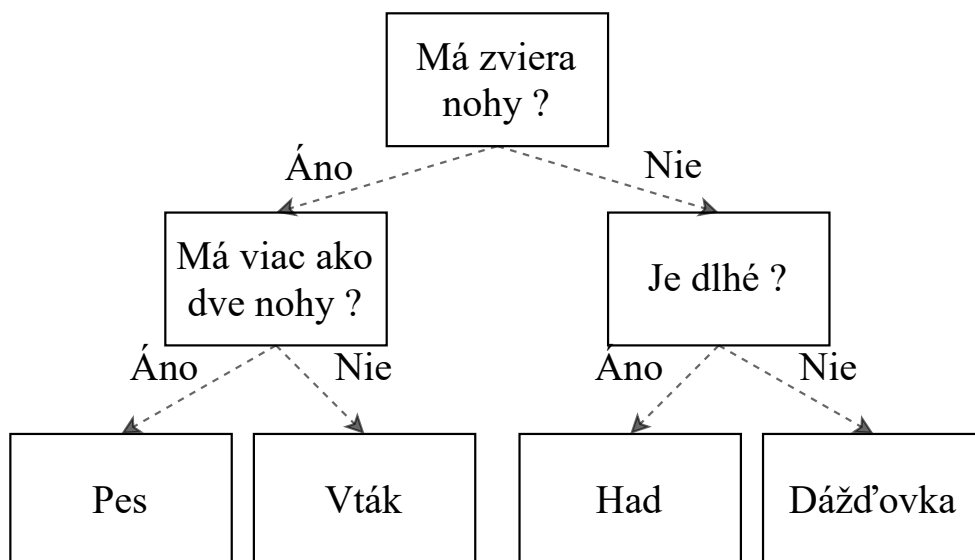 Má zviera
nohy ?
Áno
Nie
Má viac ako
dve nohy ?
Je dlhé ?
Áno
Nie
Áno
Nie
Pes
Vták
Had
Dážďovka